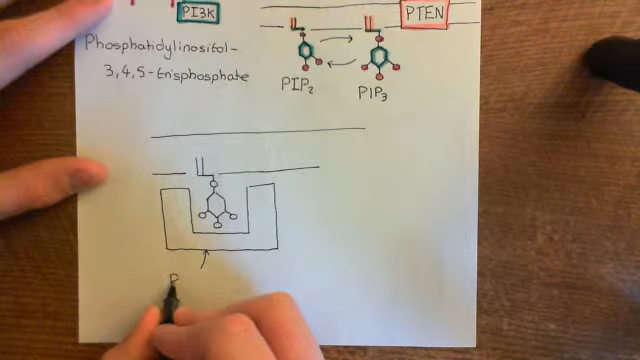 PI3K
PTEN
Phosphatidylinositol-
3,4,5-trisphosphate
PIP₂
PIP₃
P